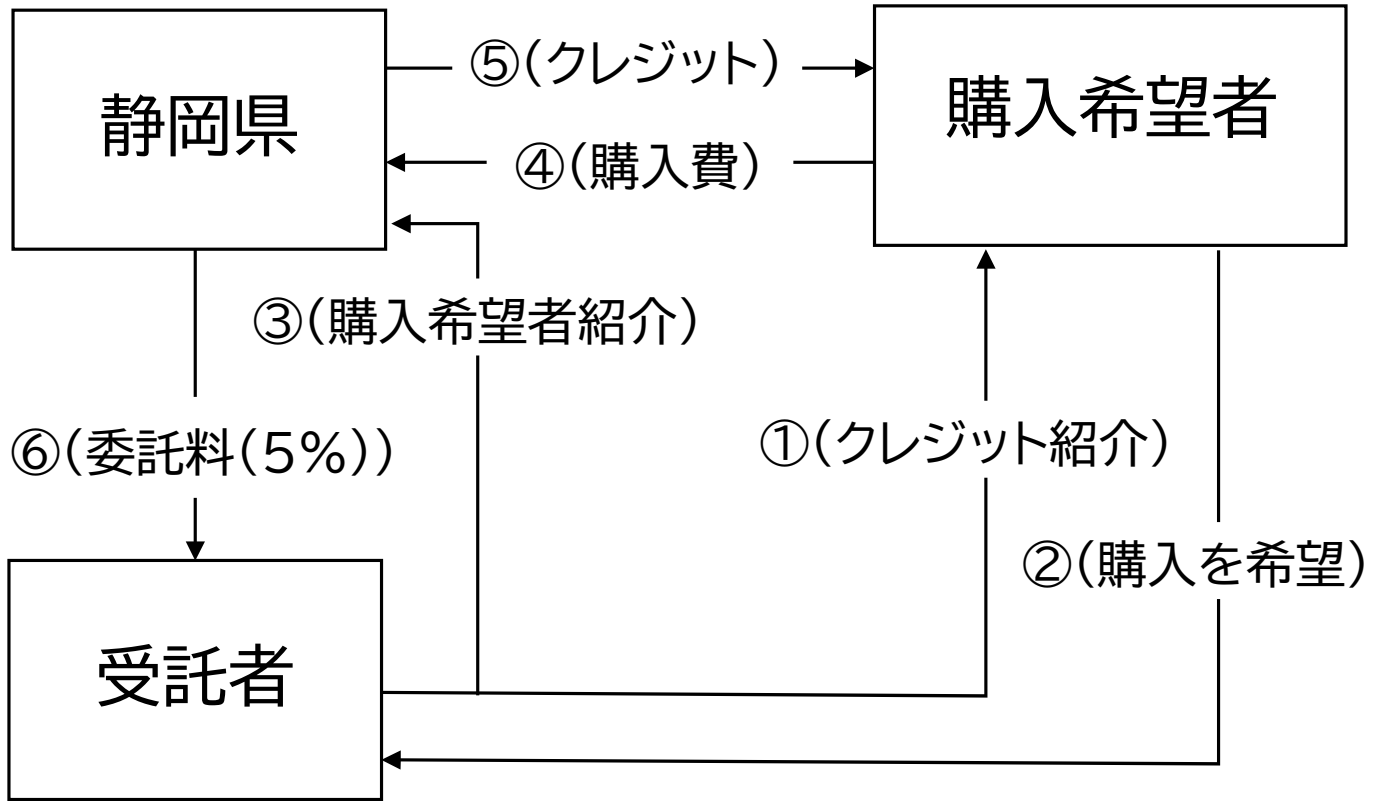 ⑤(クレジット)
静岡県
購入希望者
④(購入費)
③(購入希望者紹介)
⑥(委託料(5%))
①(クレジット紹介)
②(購入を希望)
受託者